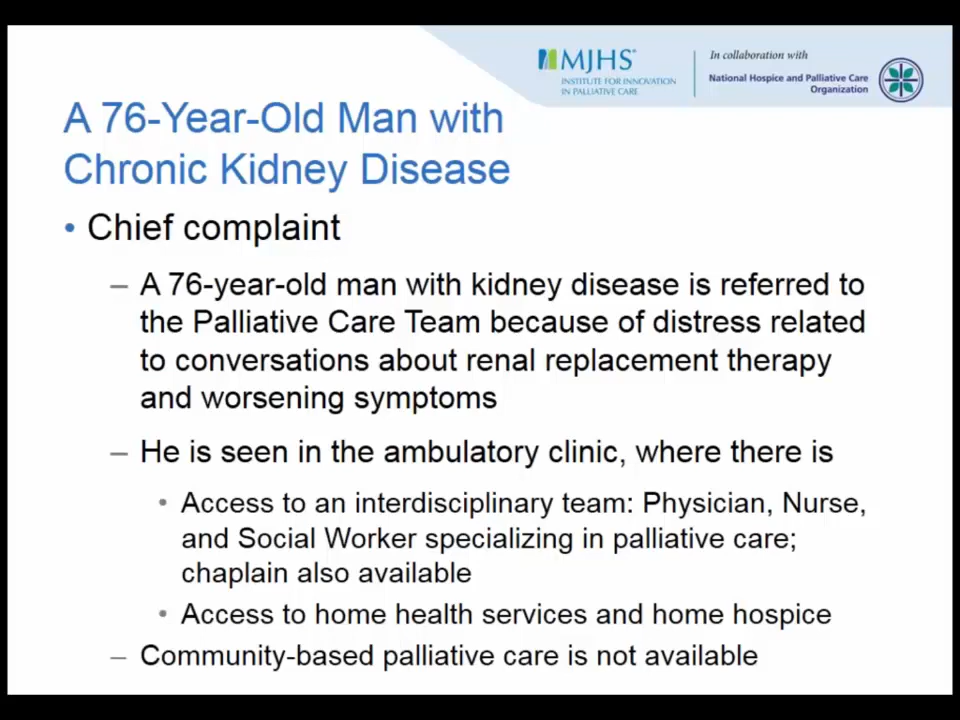 MJHS
INSTITUTE FOR INNOVATION
IN PALLIATIVE CARE
In collaboration with
National Hospice and Palliative Care
Organization
A 76-Year-Old Man with
Chronic Kidney Disease
• Chief complaint
– A 76-year-old man with kidney disease is referred to
the Palliative Care Team because of distress related
to conversations about renal replacement therapy
and worsening symptoms
– He is seen in the ambulatory clinic, where there is
• Access to an interdisciplinary team: Physician, Nurse,
and Social Worker specializing in palliative care;
chaplain also available
• Access to home health services and home hospice
– Community-based palliative care is not available